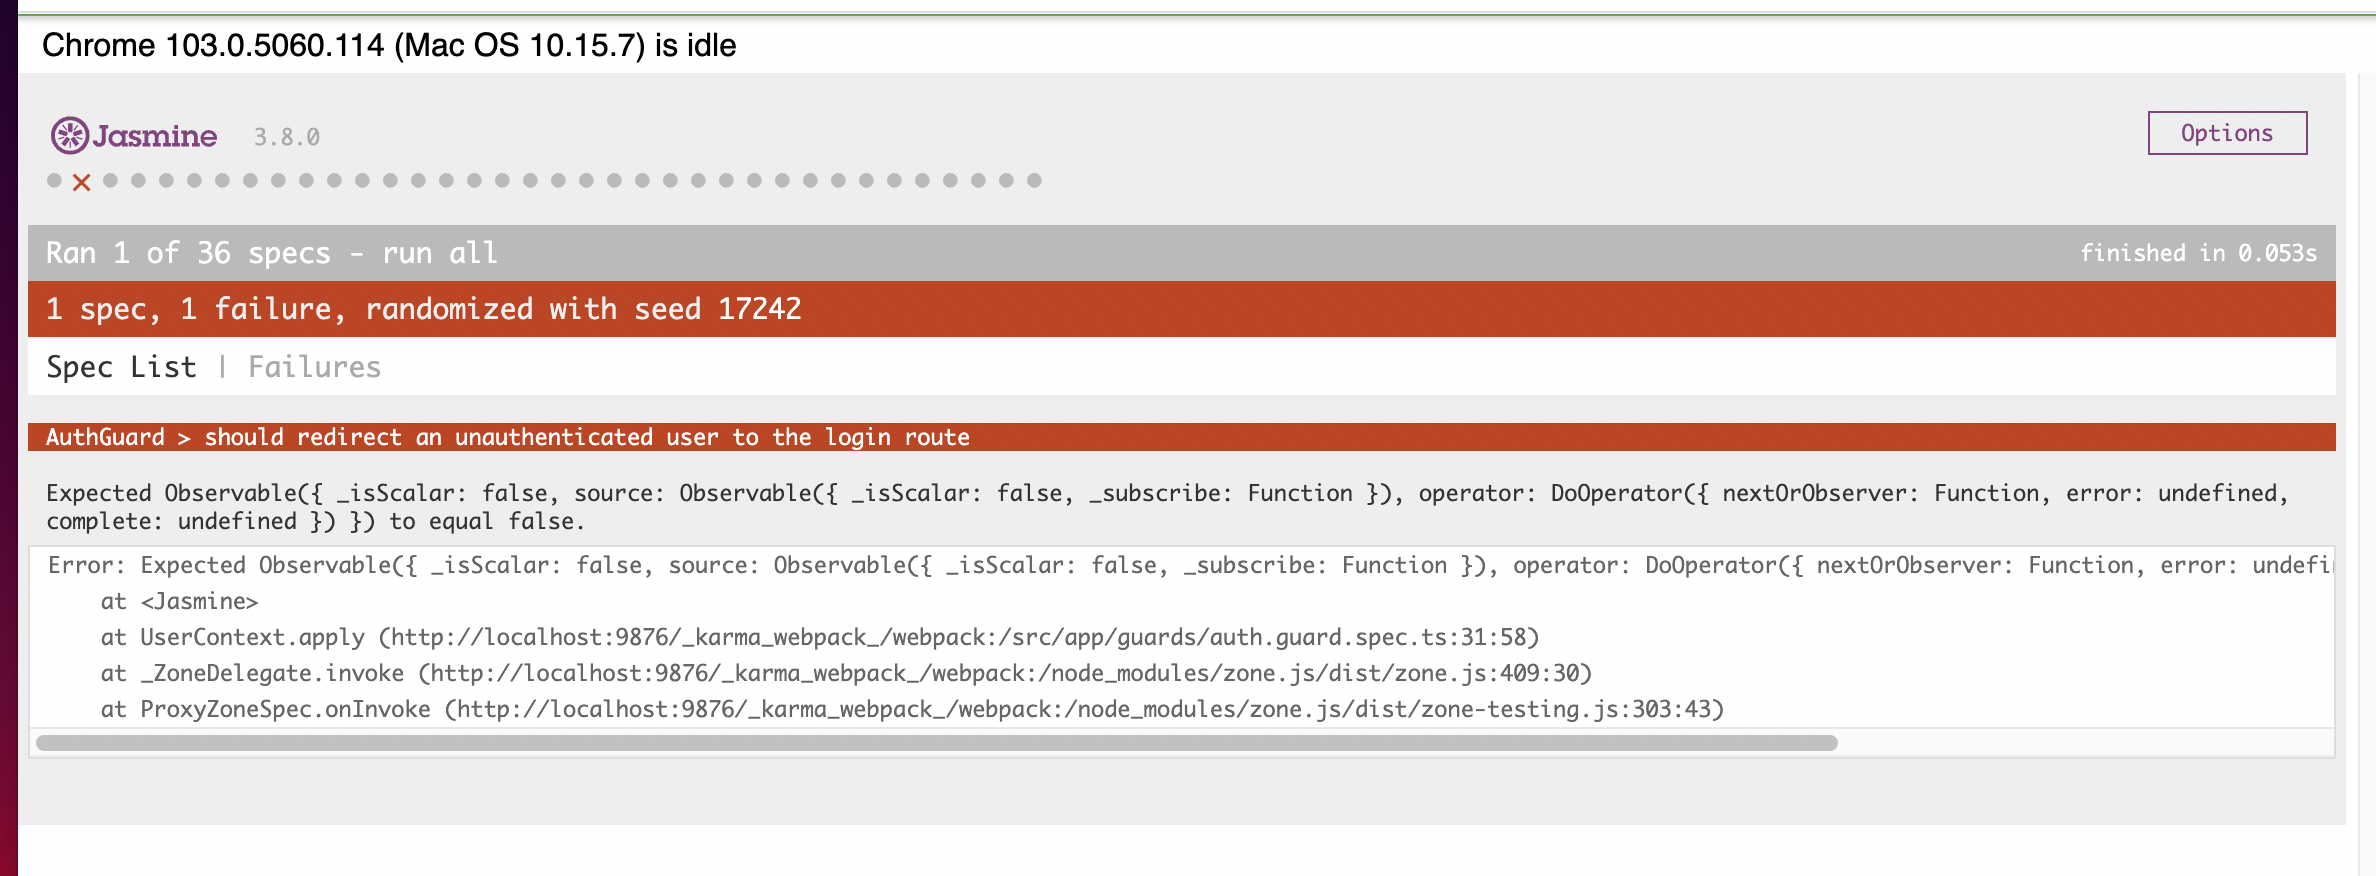 Chrome 103.0.5060.114 (Mac OS 10.15.7) is idle
Jasmine 3.8.0
Options
Ran 1 of 36 specs - run all
finished in 0.053s
1 spec, 1 failure, randomized with seed 17242
Spec List | Failures
AuthGuard > should redirect an unauthenticated user to the login route
Expected Observable({ _isScalar: false, source: Observable({ _isScalar: false, _subscribe: Function }), operator: DoOperator({ nextOrObserver: Function, error: undefined,
complete: undefined }) }) to equal false.
Error: Expected Observable({ _isScalar: false, source: Observable({ _isScalar: false, _subscribe: Function }), operator: DoOperator({ nextOrObserver: Function, error: undefi
at <Jasmine>
at UserContext.apply (http://localhost:9876/_karma_webpack_/webpack:/src/app/guards/auth.guard.spec.ts:31:58)
at _ZoneDelegate.invoke (http://localhost:9876/_karma_webpack_/webpack:/node_modules/zone.js/dist/zone.js:409:30)
at ProxyZoneSpec.onInvoke (http://localhost:9876/_karma_webpack_/webpack:/node_modules/zone.js/dist/zone-testing.js:303:43)